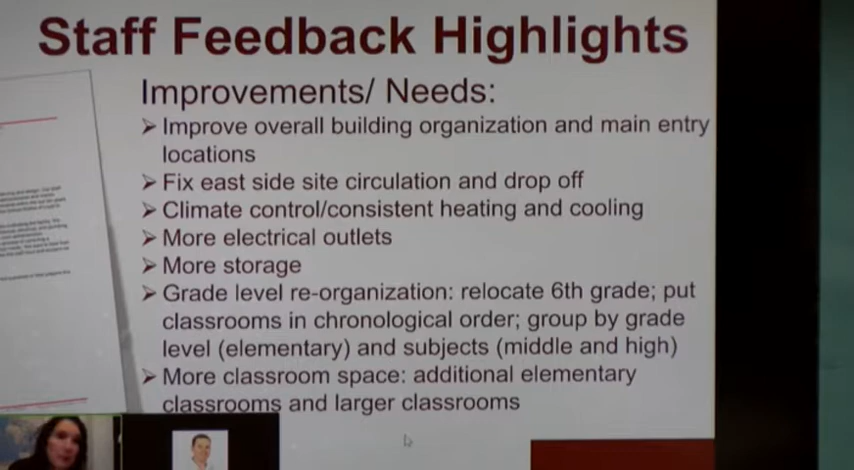 Staff Feedback Highlights
Improvements/ Needs:
➢ Improve overall building organization and main entry
locations
➢ Fix east side site circulation and drop off
➢ Climate control/consistent heating and cooling
➢ More electrical outlets
➢ More storage
➢ Grade level re-organization: relocate 6th grade; put
classrooms in chronological order; group by grade
level (elementary) and subjects (middle and high)
➢ More classroom space: additional elementary
classrooms and larger classrooms